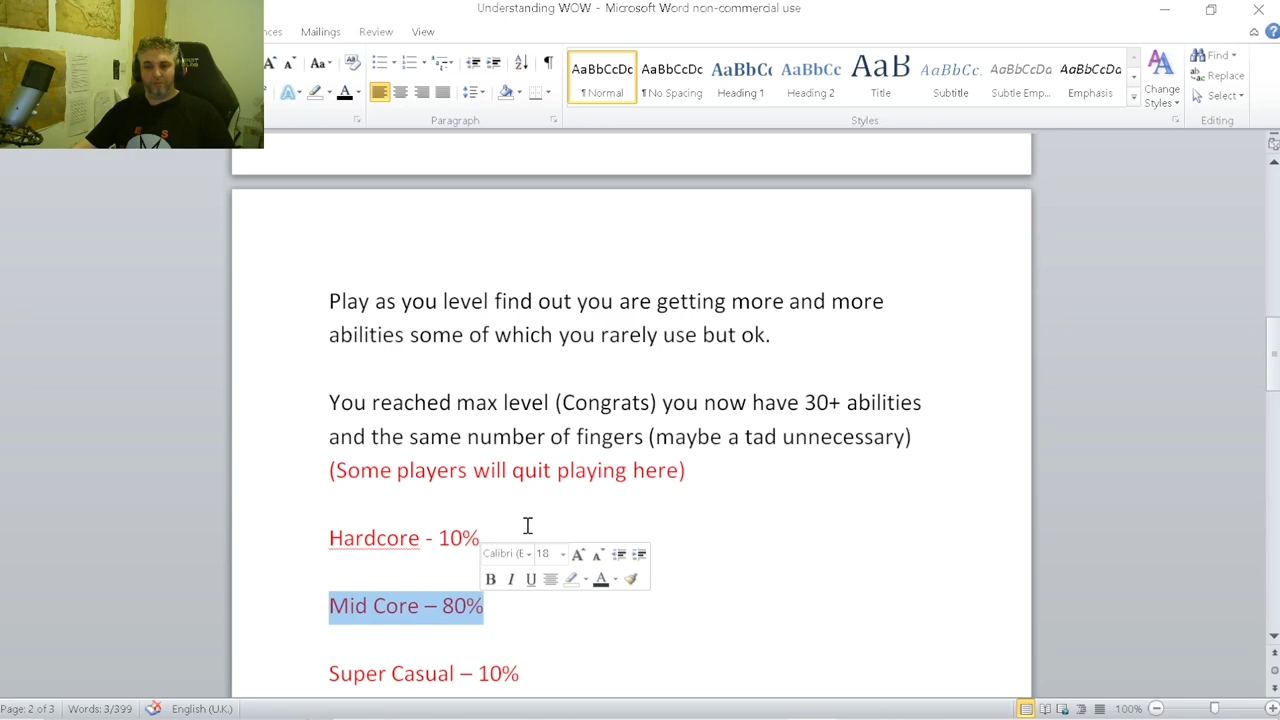 Understanding WOW - Microsoft Word non-commercial use
nces Mailings Review View
Aa
AaBbCcDc AaBbCcDc AaBbCc AaBbCc AaB AaBbCc. AaBbCcDa AaBbCcDa
¶ Normal ¶ No Spacing Heading 1 Heading 2 Title Subtitle Subtle Emp... Emphasis
Change
Styles
Find
Replace
Select
Paragraph Styles Editing
Play as you level find out you are getting more and more
abilities some of which you rarely use but ok.
You reached max level (Congrats) you now have 30+ abilities
and the same number of fingers (maybe a tad unnecessary)
(Some players will quit playing here)
Hardcore - 10%
Calibri (E 18
B I U A
Mid Core – 80%
Super Casual – 10%
Page: 2 of 3 Words: 3/399 English (U.K.) 100%